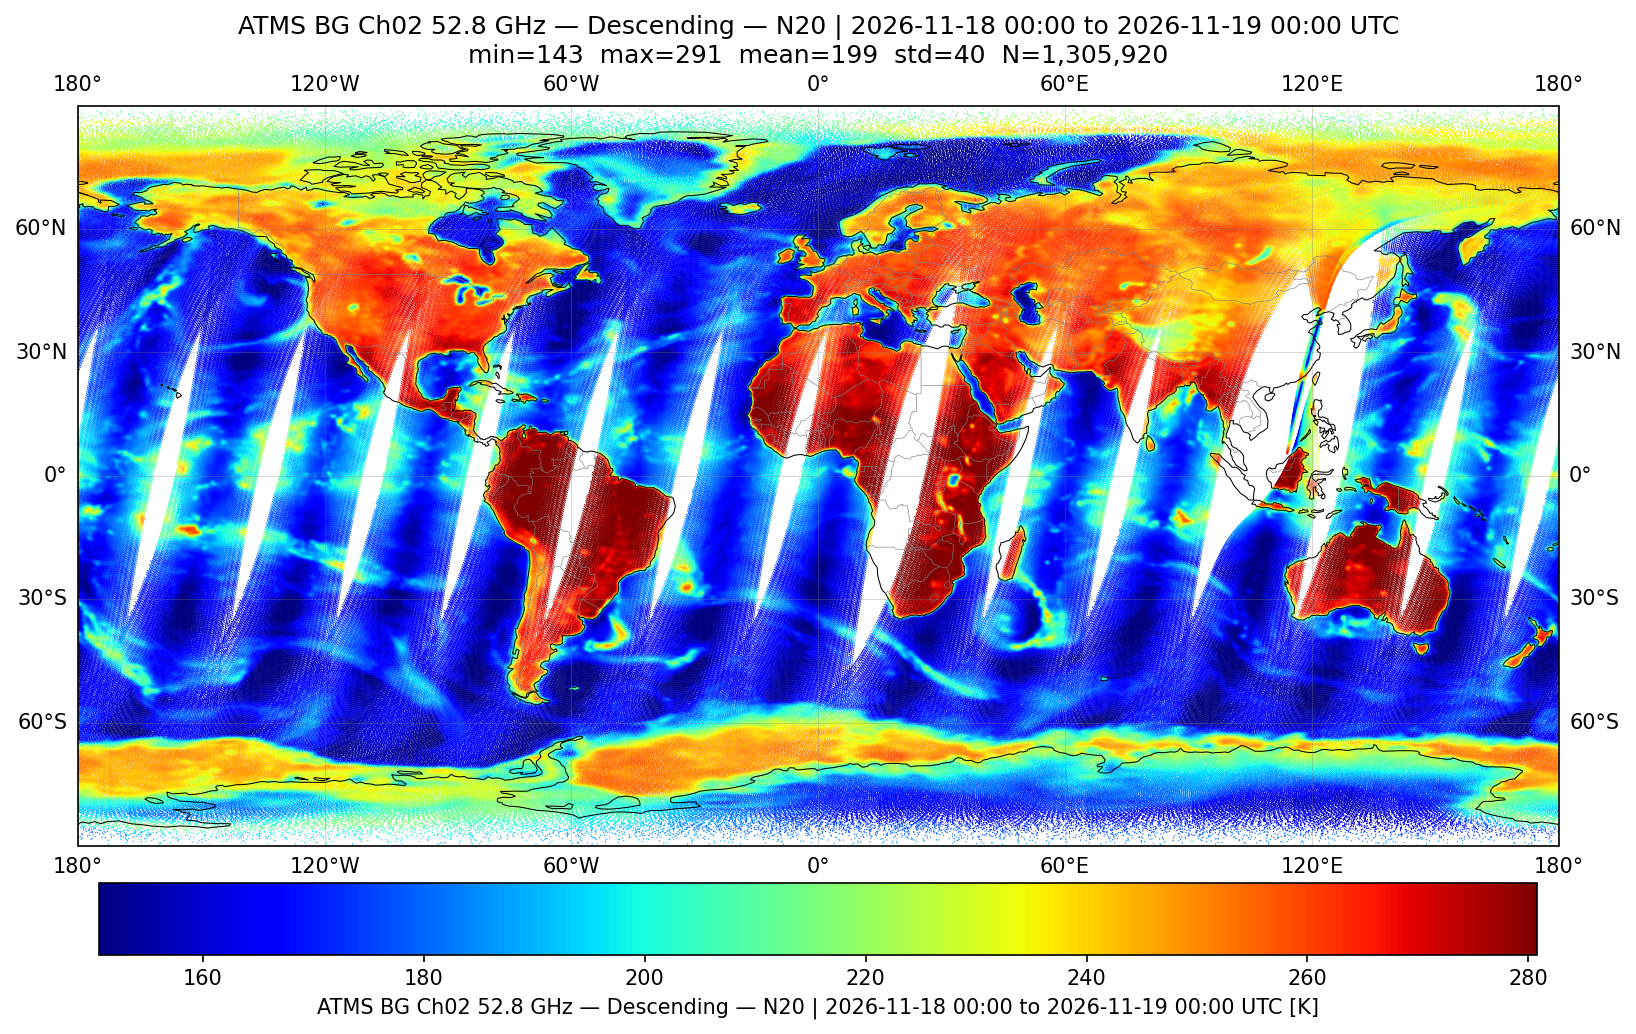 ATMS BG Ch02 52.8 GHz — Descending — N20 | 2026-11-18 00:00 to 2026-11-19 00:00 UTC
min=143  max=291  mean=199  std=40  N=1,305,920
180° 120°W 60°W 0° 60°E 120°E 180°
60°N 60°N
30°N 30°N
0° 0°
30°S 30°S
60°S 60°S
180° 120°W 60°W 0° 60°E 120°E 180°
160 180 200 220 240 260 280
ATMS BG Ch02 52.8 GHz — Descending — N20 | 2026-11-18 00:00 to 2026-11-19 00:00 UTC [K]